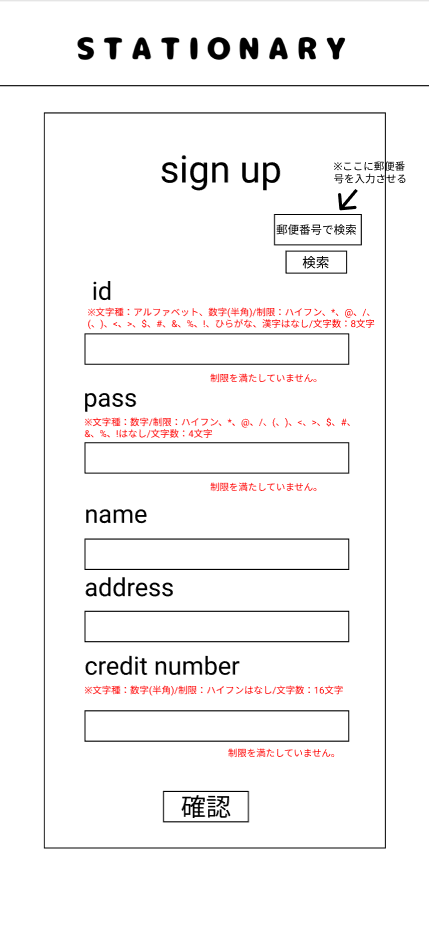 STATIONARY
sign up
※ここに郵便番
号を入力させる
郵便番号で検索
検索
id
※文字種：アルファベット、数字(半角)/制限：ハイフン、*、@、/、
(、)、<、>、$、#、&、%、!、ひらがな、漢字はなし/文字数：8文字
制限を満たしていません。
pass
※文字種：数字/制限：ハイフン、*、@、/、(、)、<、>、$、#、
&、%、!はなし/文字数：4文字
制限を満たしていません。
name
address
credit number
※文字種：数字(半角)/制限：ハイフンはなし/文字数：16文字
制限を満たしていません。
確認